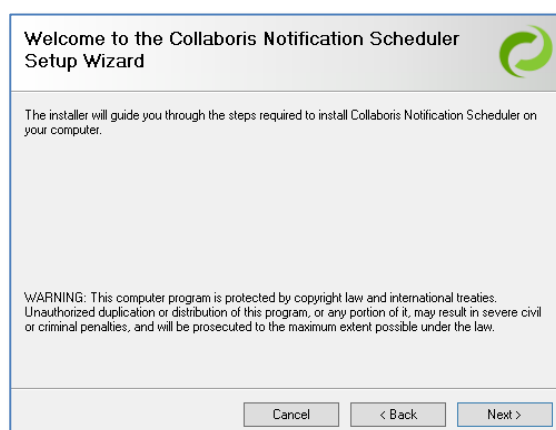 Welcome to the Collaboris Notification Scheduler
Setup Wizard
The installer will guide you through the steps required to install Collaboris Notification Scheduler on
your computer.
WARNING: This computer program is protected by copyright law and international treaties.
Unauthorized duplication or distribution of this program, or any portion of it, may result in severe civil
or criminal penalties, and will be prosecuted to the maximum extent possible under the law.
Cancel < Back Next >